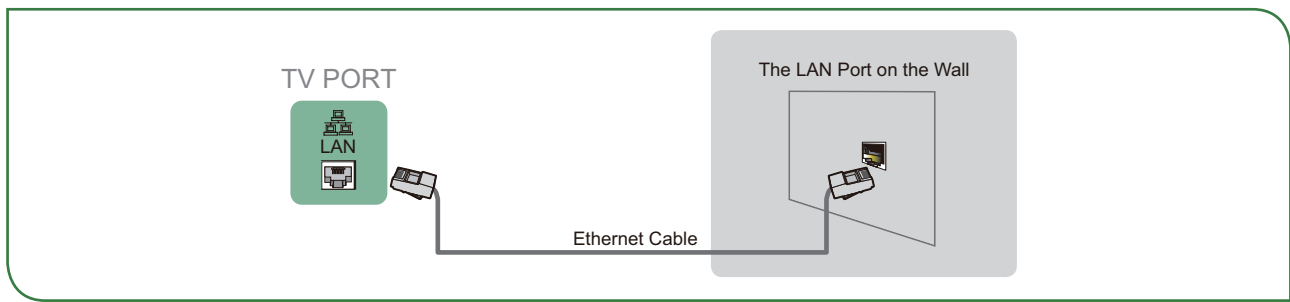 TV PORT
LAN
The LAN Port on the Wall
Ethernet Cable